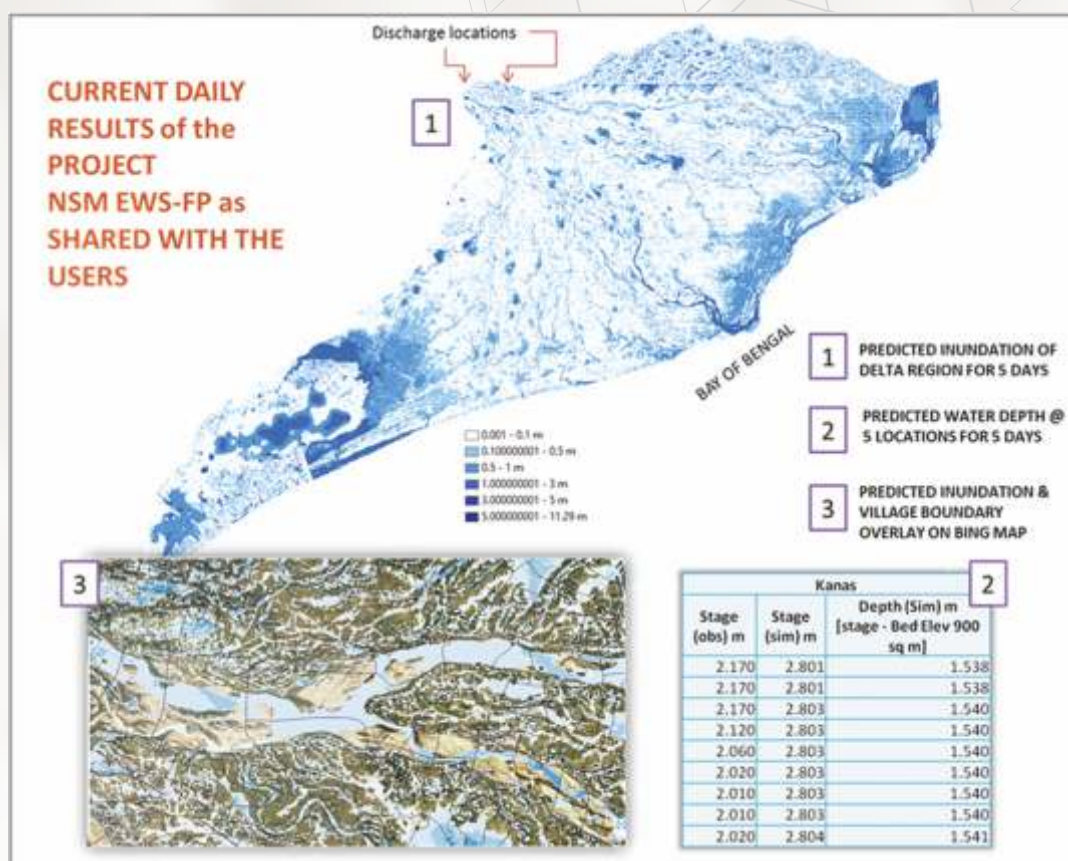 Discharge locations
CURRENT DAILY
RESULTS of the
PROJECT
NSM EWS-FP as
SHARED WITH THE
USERS
1
BAY OF BENGAL
0.001 - 0.1 m
0.100000001 - 0.5 m
0.5 - 1 m
1.000000001 - 3 m
3.000000001 - 5 m
5.000000001 - 11.29 m
1 PREDICTED INUNDATION OF
DELTA REGION FOR 5 DAYS
2 PREDICTED WATER DEPTH @
5 LOCATIONS FOR 5 DAYS
3 PREDICTED INUNDATION &
VILLAGE BOUNDARY
OVERLAY ON BING MAP
3
2
Kanas
Stage (obs) m Stage (sim) m Depth (Sim) m [stage - Bed Elev 900 sq m]
2.170 2.801 1.538
2.170 2.801 1.538
2.170 2.803 1.540
2.120 2.803 1.540
2.060 2.803 1.540
2.020 2.803 1.540
2.010 2.803 1.540
2.010 2.803 1.540
2.020 2.804 1.541